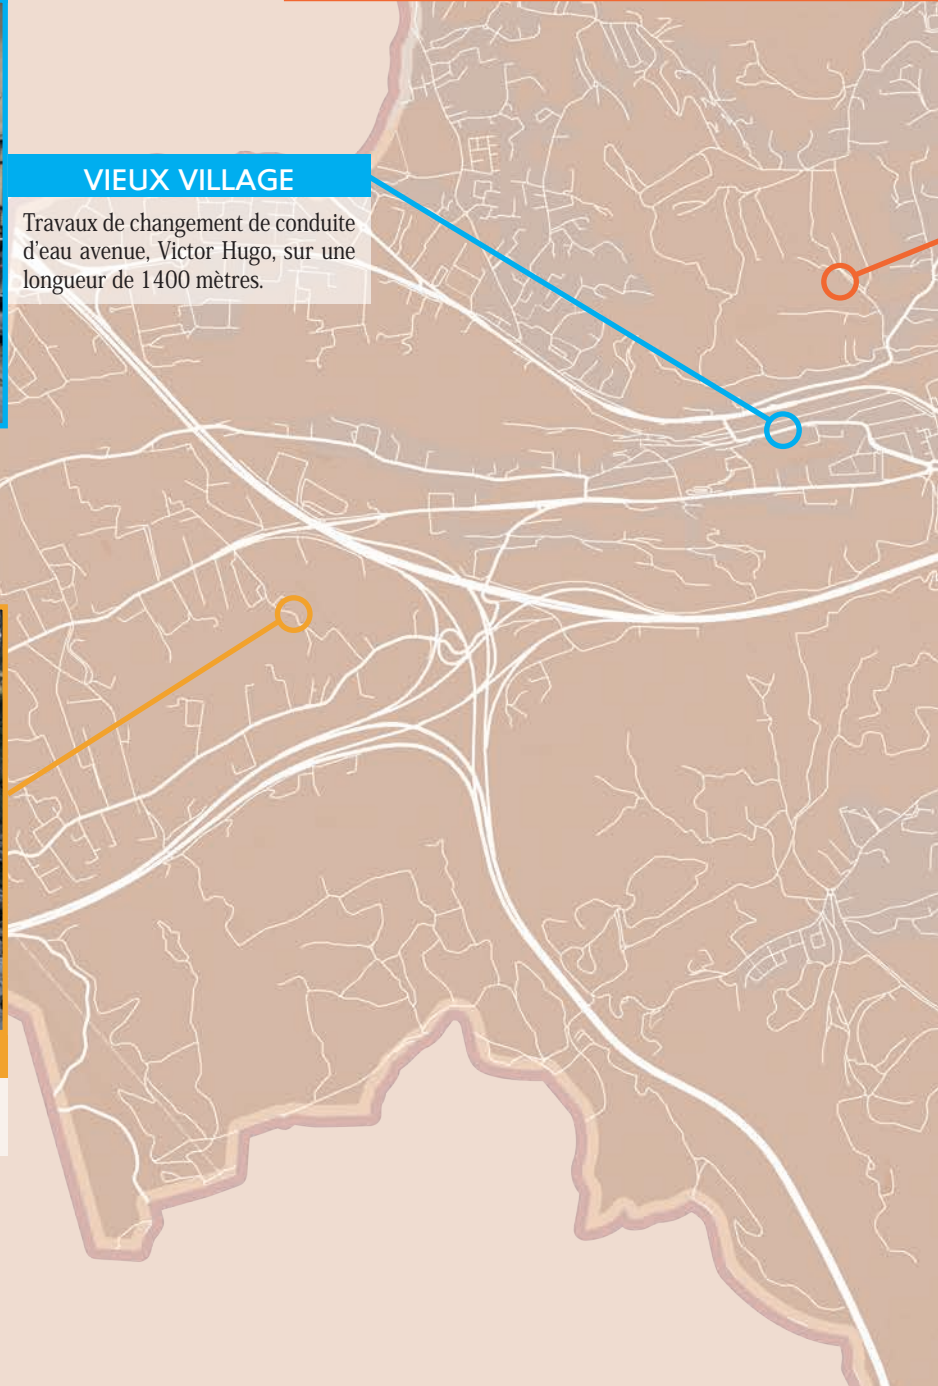 VIEUX VILLAGE
Travaux de changement de conduite
d'eau avenue, Victor Hugo, sur une
longueur de 1400 mètres.